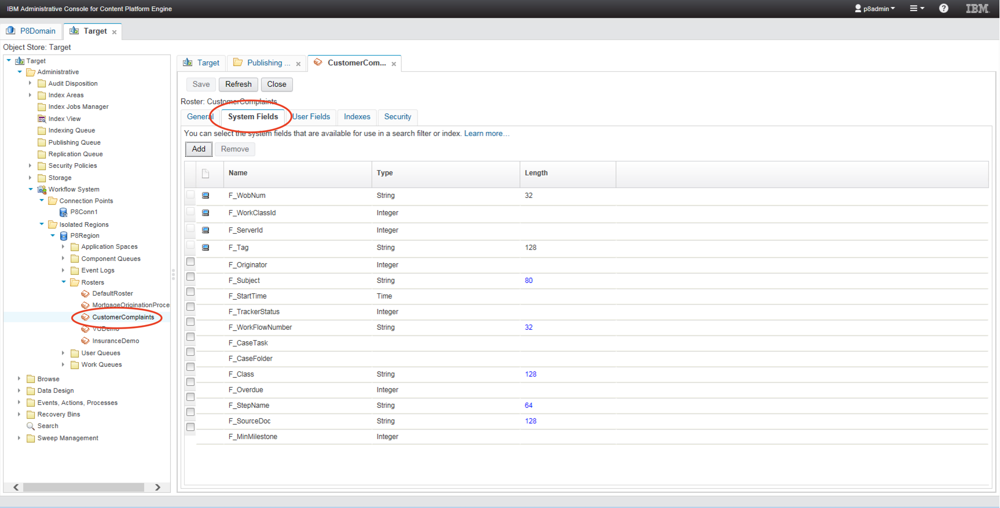 IBM Administrative Console for Content Platform Engine
p8admin
IBM
P8Domain
Target
Object Store: Target
Target
Administrative
Audit Disposition
Index Areas
Index Jobs Manager
Index View
Indexing Queue
Publishing Queue
Replication Queue
Security Policies
Storage
Workflow System
Connection Points
P8Conn1
Isolated Regions
P8Region
Application Spaces
Component Queues
Event Logs
Rosters
DefaultRoster
MortgageOriginationProce
CustomerComplaints
VUDemo
InsuranceDemo
User Queues
Work Queues
Browse
Data Design
Events, Actions, Processes
Recovery Bins
Search
Sweep Management
Target
Publishing ...
CustomerCom...
Save Refresh Close
Roster: CustomerComplaints
General System Fields User Fields Indexes Security
You can select the system fields that are available for use in a search filter or index. Learn more...
Add Remove
Name Type Length
F_WobNum String 32
F_WorkClassId Integer
F_ServerId Integer
F_Tag String 128
F_Originator Integer
F_Subject String 80
F_StartTime Time
F_TrackerStatus Integer
F_WorkFlowNumber String 32
F_CaseTask
F_CaseFolder
F_Class String 128
F_Overdue Integer
F_StepName String 64
F_SourceDoc String 128
F_MinMilestone Integer